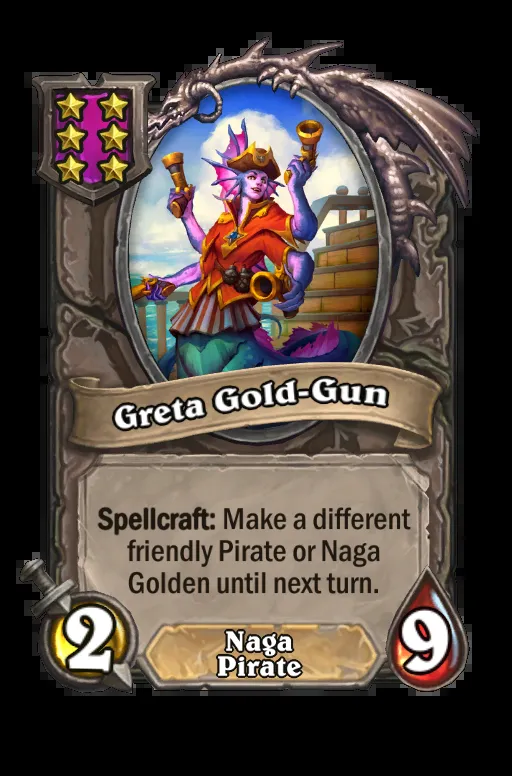 Greta Gold-Gun
Spellcraft: Make a different
friendly Pirate or Naga
Golden until next turn.
2
Naga
Pirate
9